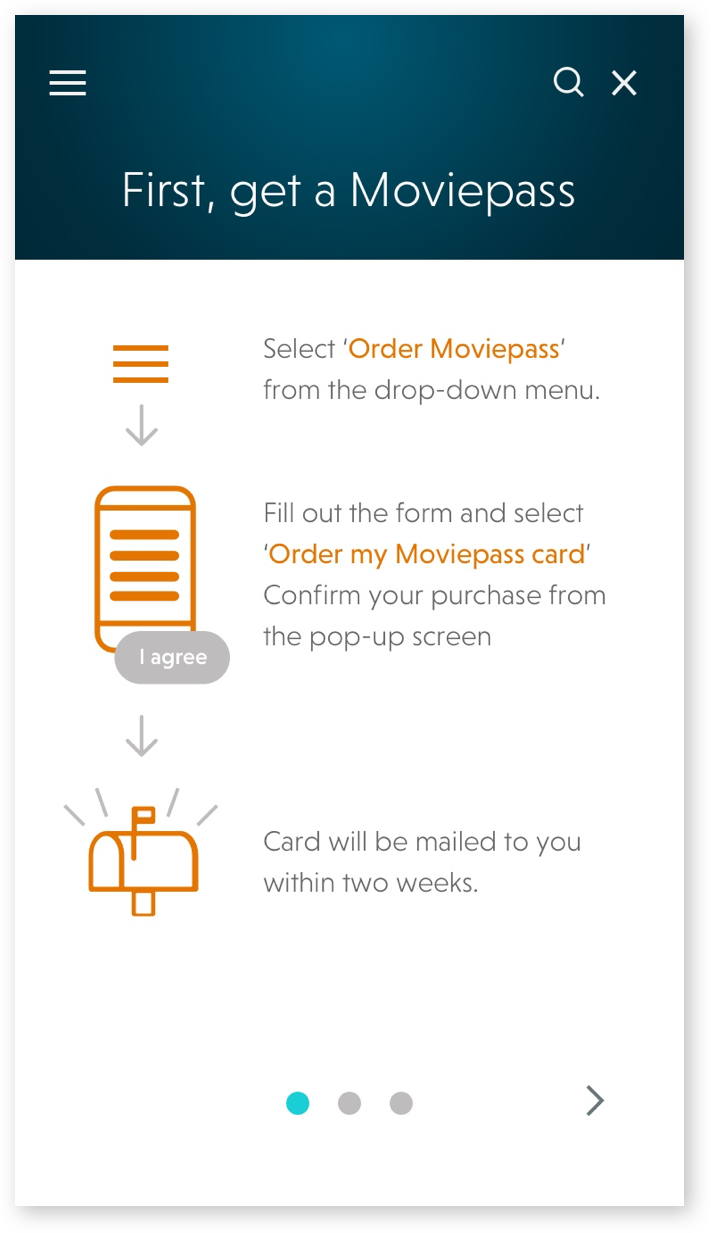 First, get a Moviepass
Select ‘Order Moviepass’
from the drop-down menu.
Fill out the form and select
‘Order my Moviepass card’
Confirm your purchase from
the pop-up screen
I agree
Card will be mailed to you
within two weeks.